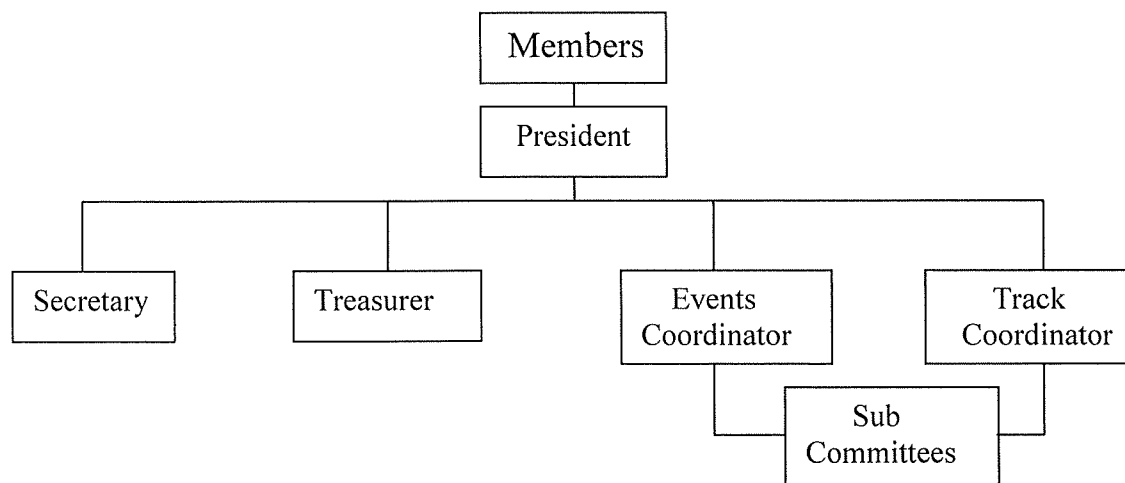 Members
President
Secretary
Treasurer
Events
Coordinator
Track
Coordinator
Sub
Committees